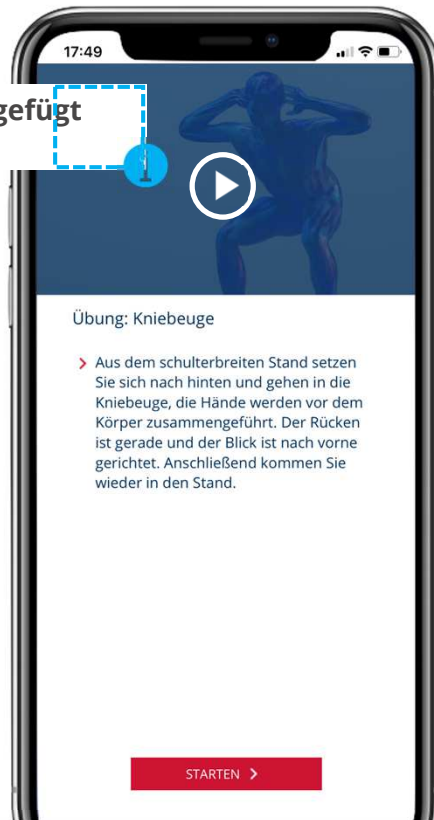 17:49
gefügt
Übung: Kniebeuge
Aus dem schulterbreiten Stand setzen
Sie sich nach hinten und gehen in die
Kniebeuge, die Hände werden vor dem
Körper zusammengeführt. Der Rücken
ist gerade und der Blick ist nach vorne
gerichtet. Anschließend kommen Sie
wieder in den Stand.
STARTEN